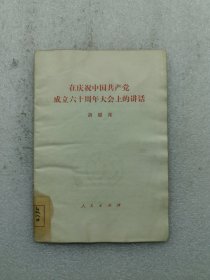 在庆祝中国共产党
成立六十周年大会上的讲话
胡耀邦
人民出版社